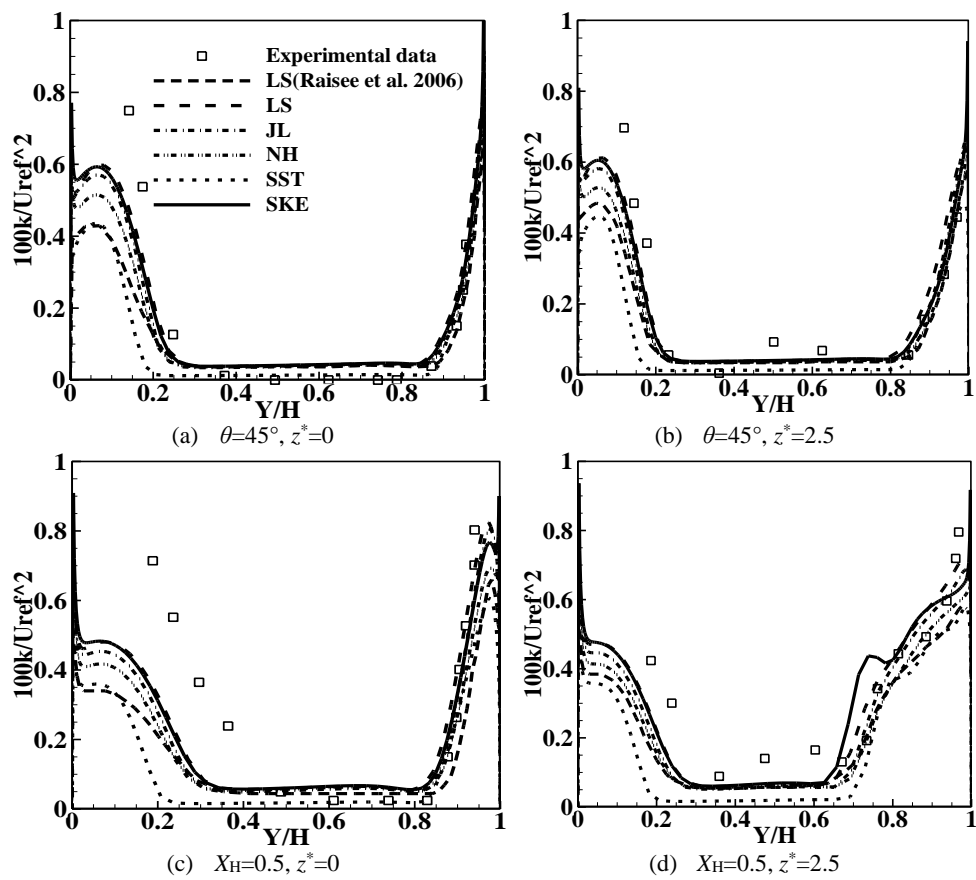 1
0.8
0.6
0.4
0.2
0
100k/Uref^2
0 0.2 0.4 0.6 0.8 1
Y/H
Experimental data
LS(Raisee et al. 2006)
LS
JL
NH
SST
SKE
(a) θ=45°, z*=0
1
0.8
0.6
0.4
0.2
0
100k/Uref^2
0 0.2 0.4 0.6 0.8 1
Y/H
(b) θ=45°, z*=2.5
1
0.8
0.6
0.4
0.2
0
100k/Uref^2
0 0.2 0.4 0.6 0.8 1
Y/H
(c) XH=0.5, z*=0
1
0.8
0.6
0.4
0.2
0
100k/Uref^2
0 0.2 0.4 0.6 0.8 1
Y/H
(d) XH=0.5, z*=2.5